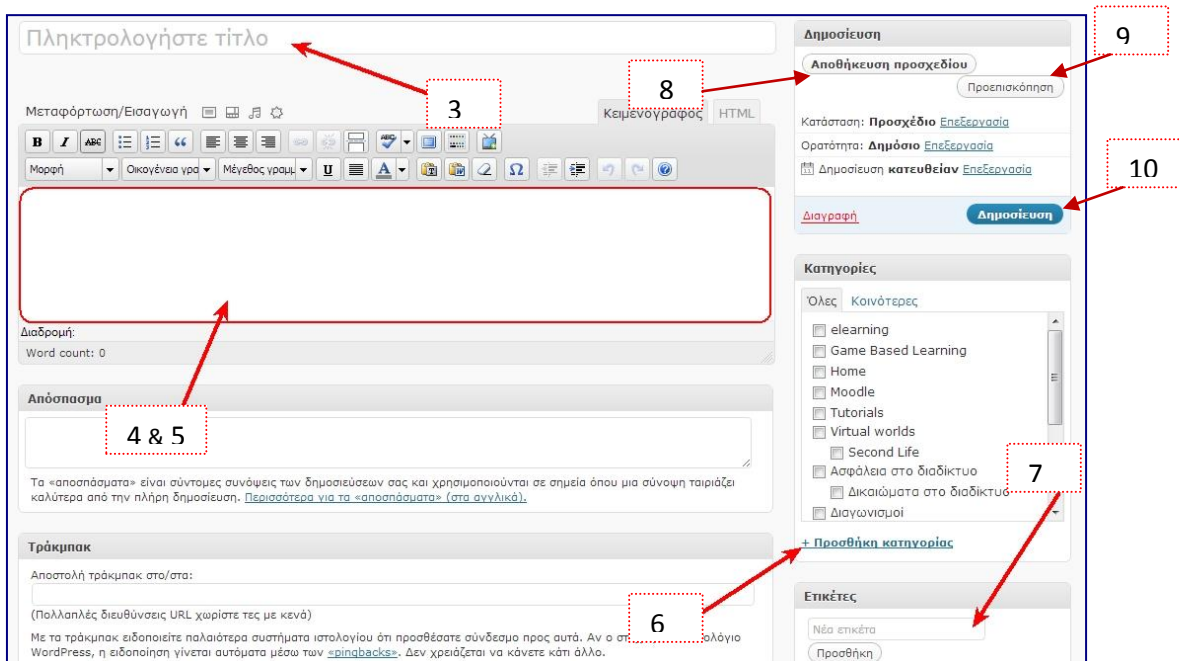 Πληκτρολογήστε τίτλο
3
Μεταφόρτωση/Εισαγωγή
Κειμενογράφος HTML
B I ABC ABC
Μορφή Οικογένεια γρα Μέγεθος γραμμ U A Ω
Διαδρομή:
Word count: 0
4 & 5
Απόσπασμα
Τα «αποσπάσματα» είναι σύντομες συνόψεις των δημοσιεύσεων σας και χρησιμοποιούνται σε σημεία όπου μια σύνοψη ταιριάζει
καλύτερα από την πλήρη δημοσίευση. Περισσότερα για τα «αποσπάσματα» (στα αγγλικά).
Τράκμπακ
Αποστολή τράκμπακ στο/στα:
(Πολλαπλές διευθύνσεις URL χωρίστε τες με κενά)
Με τα τράκμπακ ειδοποιείτε παλαιότερα συστήματα ιστολογίου ότι προσθέσατε σύνδεσμο προς αυτά. Αν ο
WordPress, η ειδοποίηση γίνεται αυτόματα μέσω των «pingbacks». Δεν χρειάζεται να κάνετε κάτι άλλο.
8
9
Δημοσίευση
Αποθήκευση προσχεδίου
Προεπισκόπηση
Κατάσταση: Προσχέδιο Επεξεργασία
Ορατότητα: Δημόσιο Επεξεργασία
Δημοσίευση κατευθείαν Επεξεργασία
10
Διαγραφή Δημοσίευση
Κατηγορίες
Όλες Κοινότερες
elearning
Game Based Learning
Home
Moodle
Tutorials
Virtual worlds
Second Life
Ασφάλεια στο διαδίκτυο
Δικαιώματα στο διαδίκτυο
Διαγωνισμοί
7
+ Προσθήκη κατηγορίας
6
Ετικέτες
Νέα ετικέτα
Προσθήκη